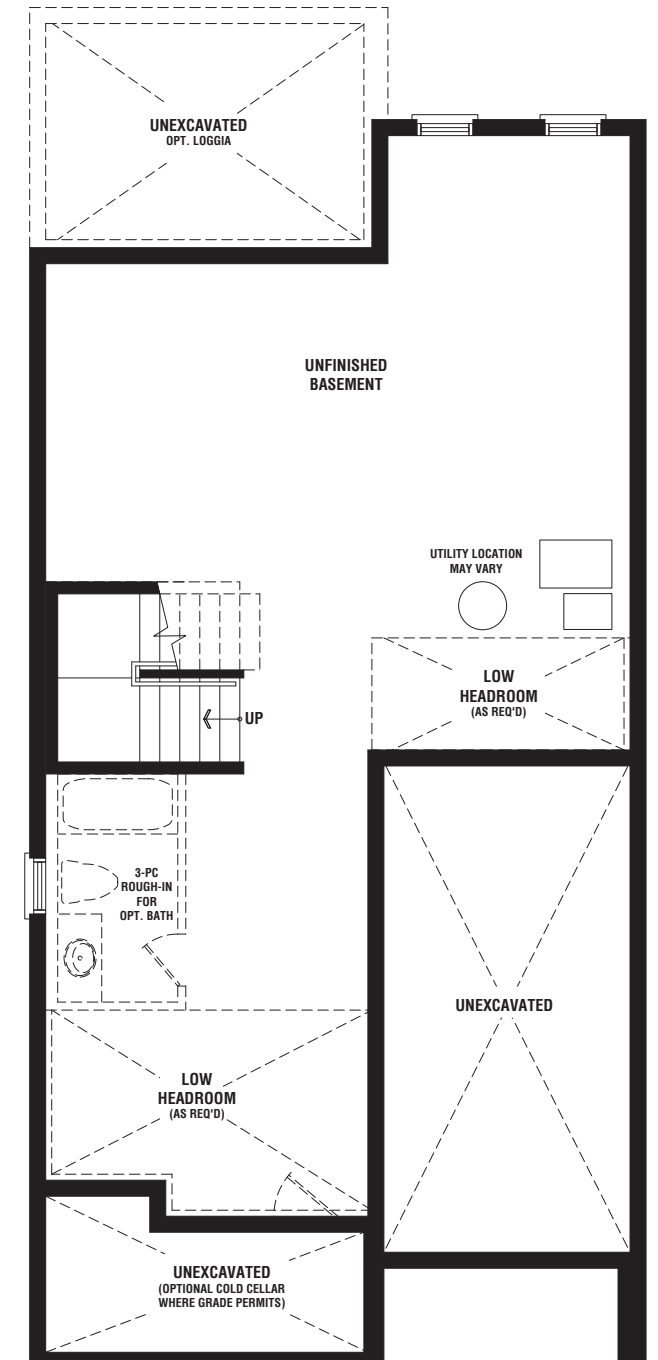 UNEXCAVATED
OPT. LOGGIA
UNFINISHED
BASEMENT
UTILITY LOCATION
MAY VARY
LOW
HEADROOM
(AS REQ'D)
UP
3-PC
ROUGH-IN
FOR
OPT. BATH
UNEXCAVATED
LOW
HEADROOM
(AS REQ'D)
UNEXCAVATED
(OPTIONAL COLD CELLAR
WHERE GRADE PERMITS)